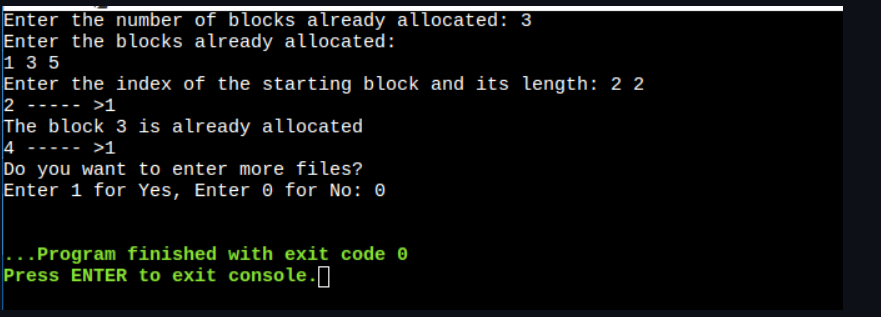 Enter the number of blocks already allocated: 3
Enter the blocks already allocated:
1 3 5
Enter the index of the starting block and its length: 2 2
2 ----- >1
The block 3 is already allocated
4 ----- >1
Do you want to enter more files?
Enter 1 for Yes, Enter 0 for No: 0
...Program finished with exit code 0
Press ENTER to exit console.